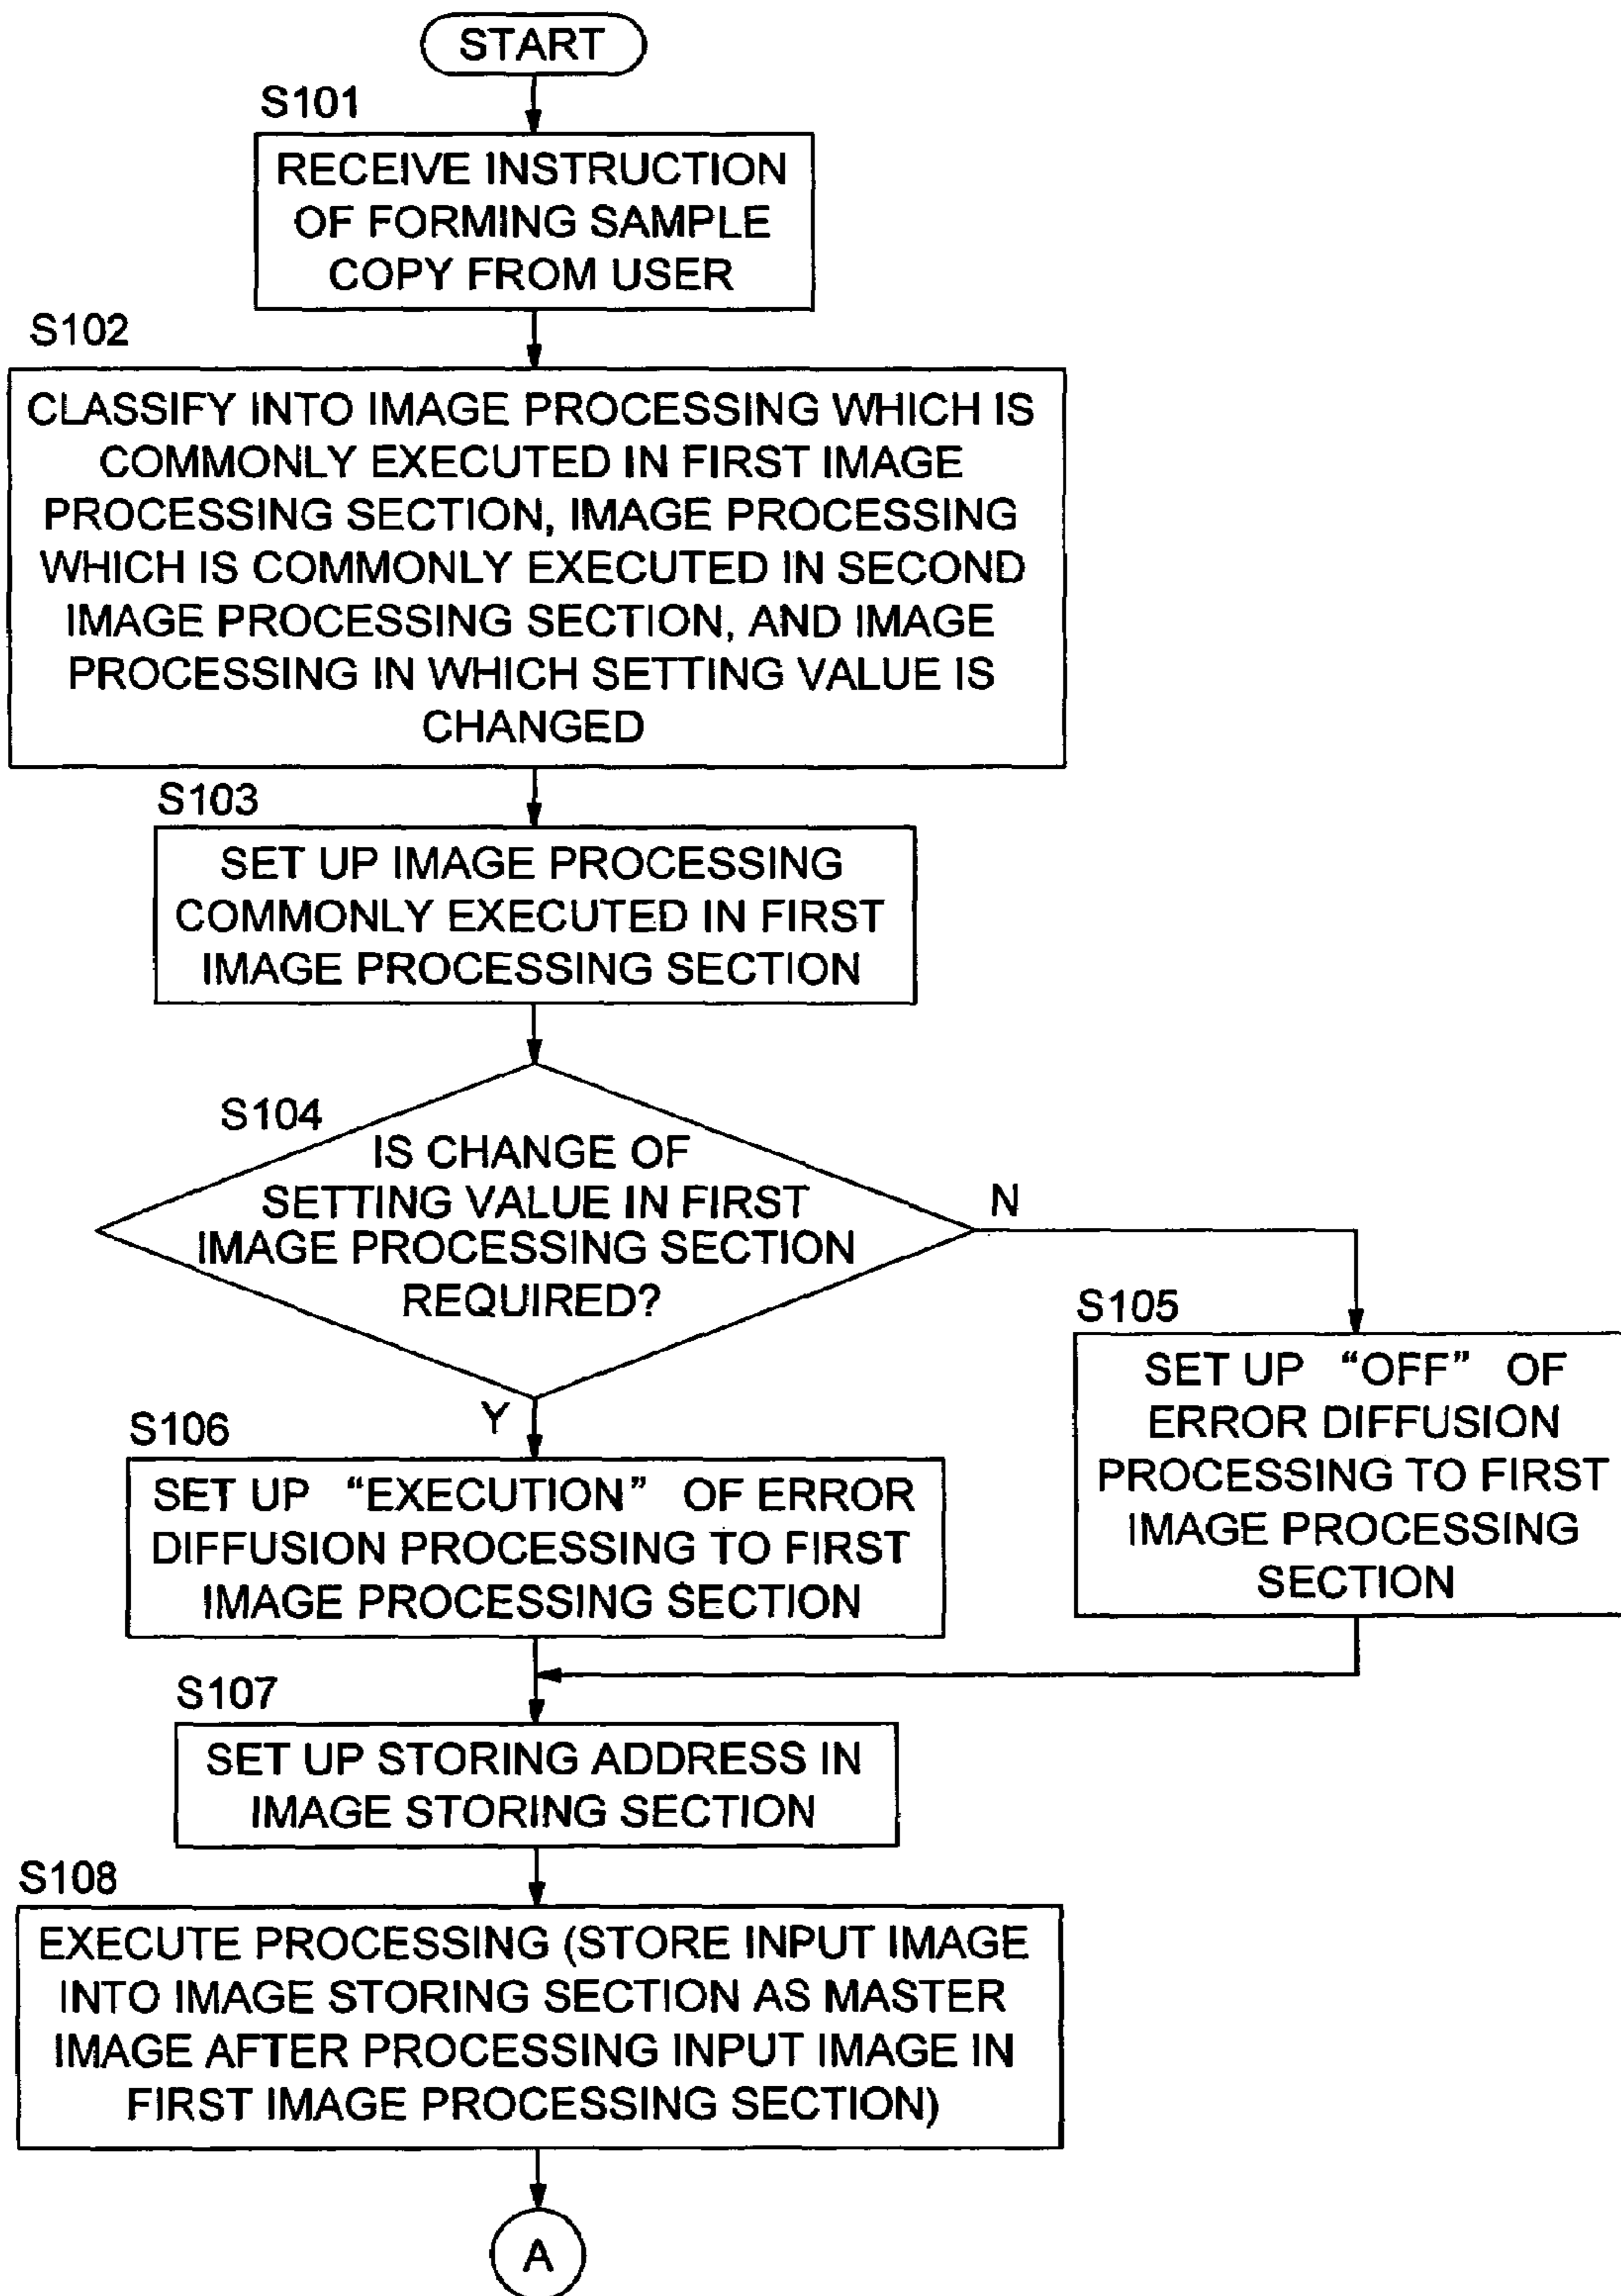 START
S101
RECEIVE INSTRUCTION
OF FORMING SAMPLE
COPY FROM USER
S102
CLASSIFY INTO IMAGE PROCESSING WHICH IS
COMMONLY EXECUTED IN FIRST IMAGE
PROCESSING SECTION, IMAGE PROCESSING
WHICH IS COMMONLY EXECUTED IN SECOND
IMAGE PROCESSING SECTION, AND IMAGE
PROCESSING IN WHICH SETTING VALUE IS
CHANGED
S103
SET UP IMAGE PROCESSING
COMMONLY EXECUTED IN FIRST
IMAGE PROCESSING SECTION
S104
IS CHANGE OF
SETTING VALUE IN FIRST
IMAGE PROCESSING SECTION
REQUIRED?
N
S105
SET UP “OFF” OF
ERROR DIFFUSION
PROCESSING TO FIRST
IMAGE PROCESSING
SECTION
Y
S106
SET UP “EXECUTION” OF ERROR
DIFFUSION PROCESSING TO FIRST
IMAGE PROCESSING SECTION
S107
SET UP STORING ADDRESS IN
IMAGE STORING SECTION
S108
EXECUTE PROCESSING (STORE INPUT IMAGE
INTO IMAGE STORING SECTION AS MASTER
IMAGE AFTER PROCESSING INPUT IMAGE IN
FIRST IMAGE PROCESSING SECTION)
A